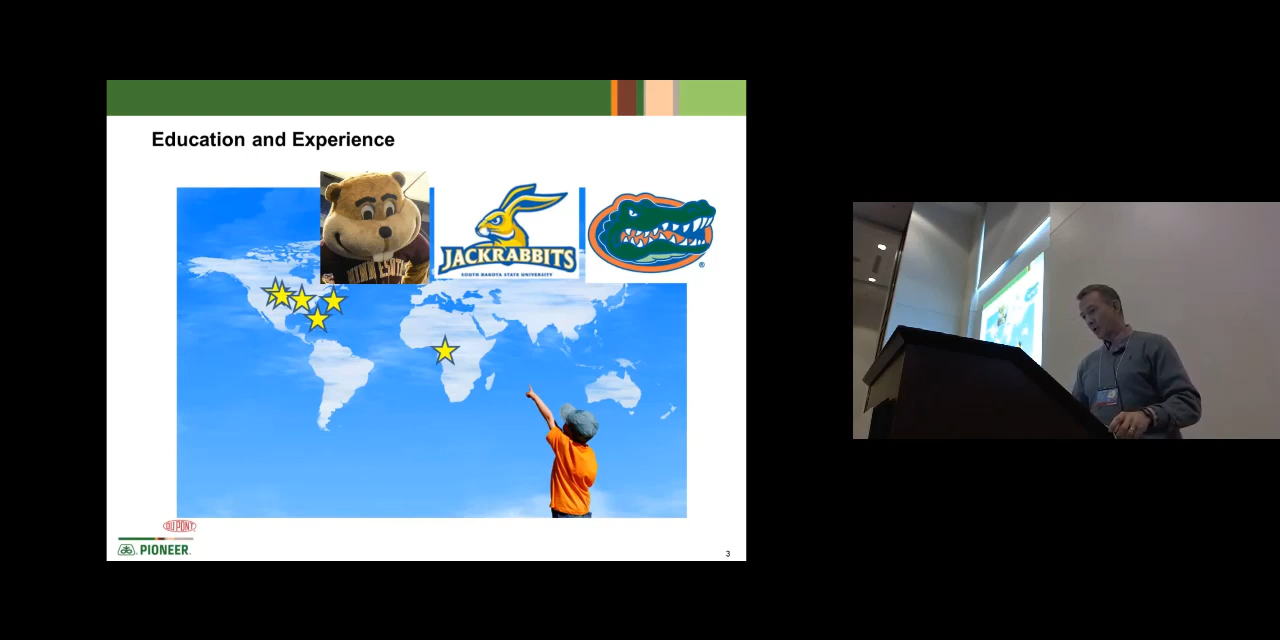 Education and Experience
JACKRABBITS
SOUTH DAKOTA STATE UNIVERSITY
®
DUPONT
PIONEER
3